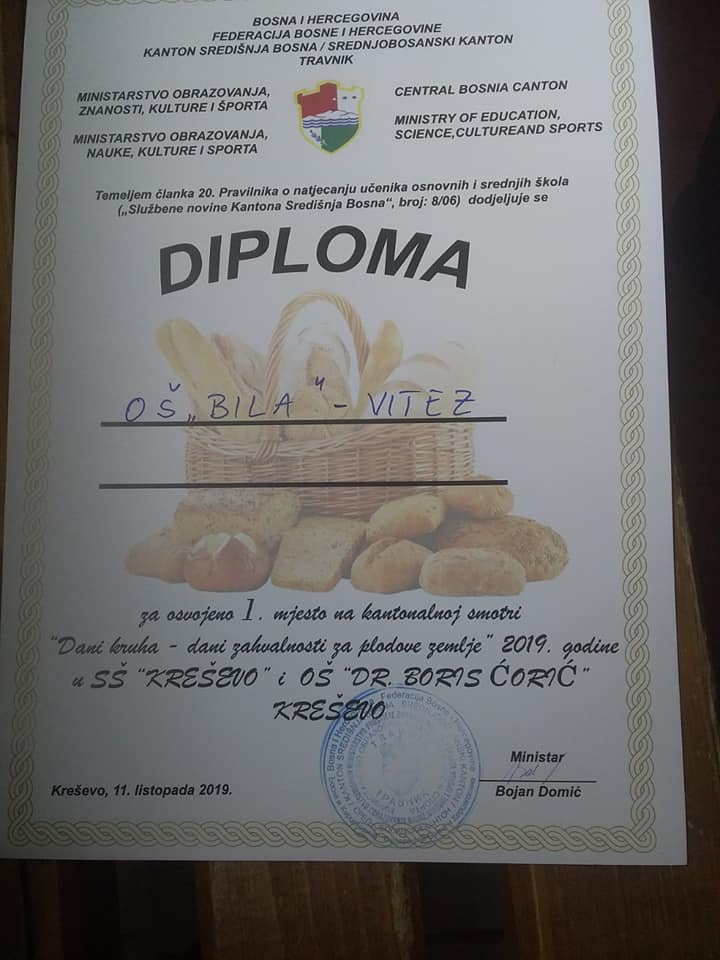 BOSNA I HERCEGOVINA
FEDERACIJA BOSNE I HERCEGOVINE
KANTON SREDIŠNJA BOSNA / SREDNJOBOSANSKI KANTON
TRAVNIK
MINISTARSTVO OBRAZOVANJA,
ZNANOSTI, KULTURE I ŠPORTA
MINISTARSTVO OBRAZOVANJA,
NAUKE, KULTURE I SPORTA
CENTRAL BOSNIA CANTON
MINISTRY OF EDUCATION,
SCIENCE,CULTUREAND SPORTS
Temeljem članka 20. Pravilnika o natjecanju učenika osnovnih i srednjih škola
(„Službene novine Kantona Središnja Bosna“, broj: 8/06) dodjeljuje se
DIPLOMA
OŠ „BILA“ - VITEZ
za osvojeno 1. mjesto na kantonalnoj smotri
"Dani kruha - dani zahvalnosti za plodove zemlje" 2019. godine
u SŠ "KREŠEVO" i OŠ "DR. BORIS ĆORIĆ"
KREŠEVO
Federacija Bosne i Hercegovine
Kreševo, 11. listopada 2019.
Ministar
Bojan Domić